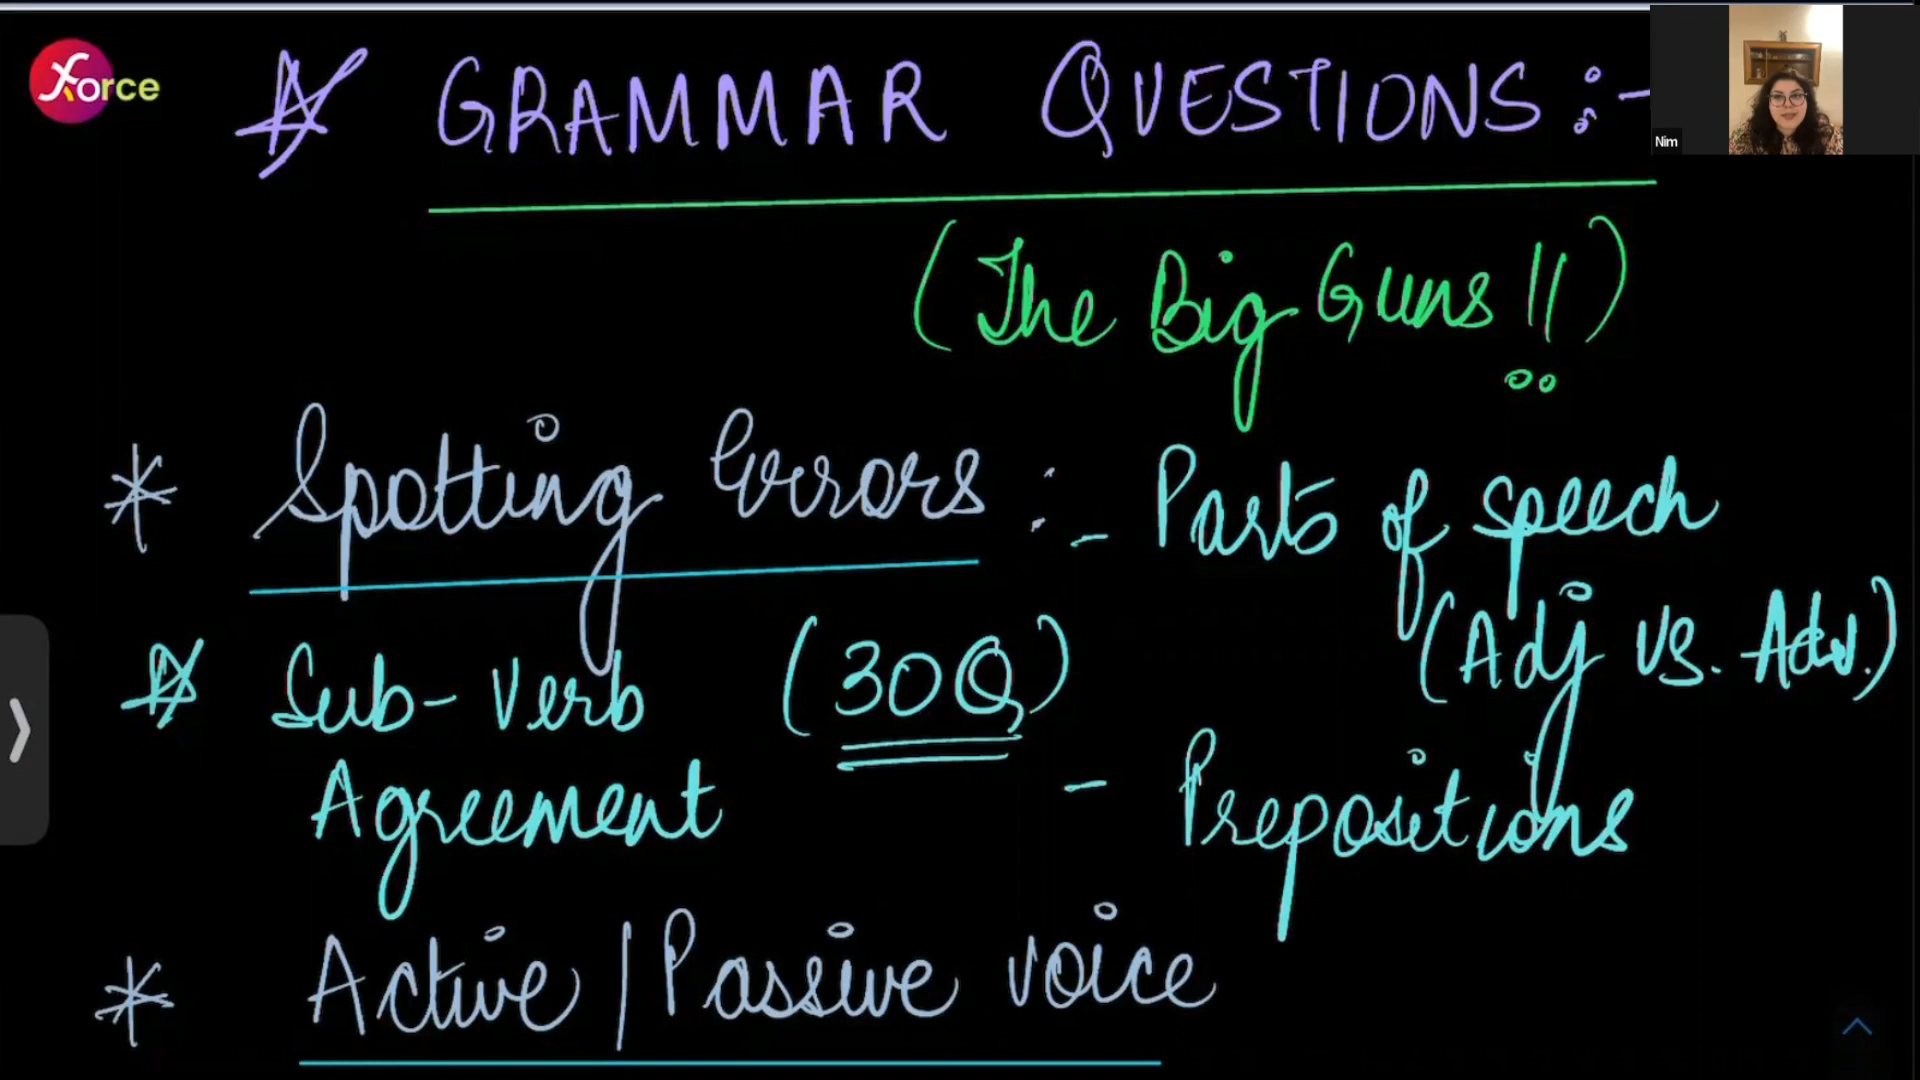 Xforce
GRAMMAR QUESTIONS :-
Nim
(The Big Guns !!)
* Spotting Errors :- Parts of speech
(Adj vs. Adv.)
Sub-Verb (30Q)
Agreement
- Prepositions
* Active/Passive voice